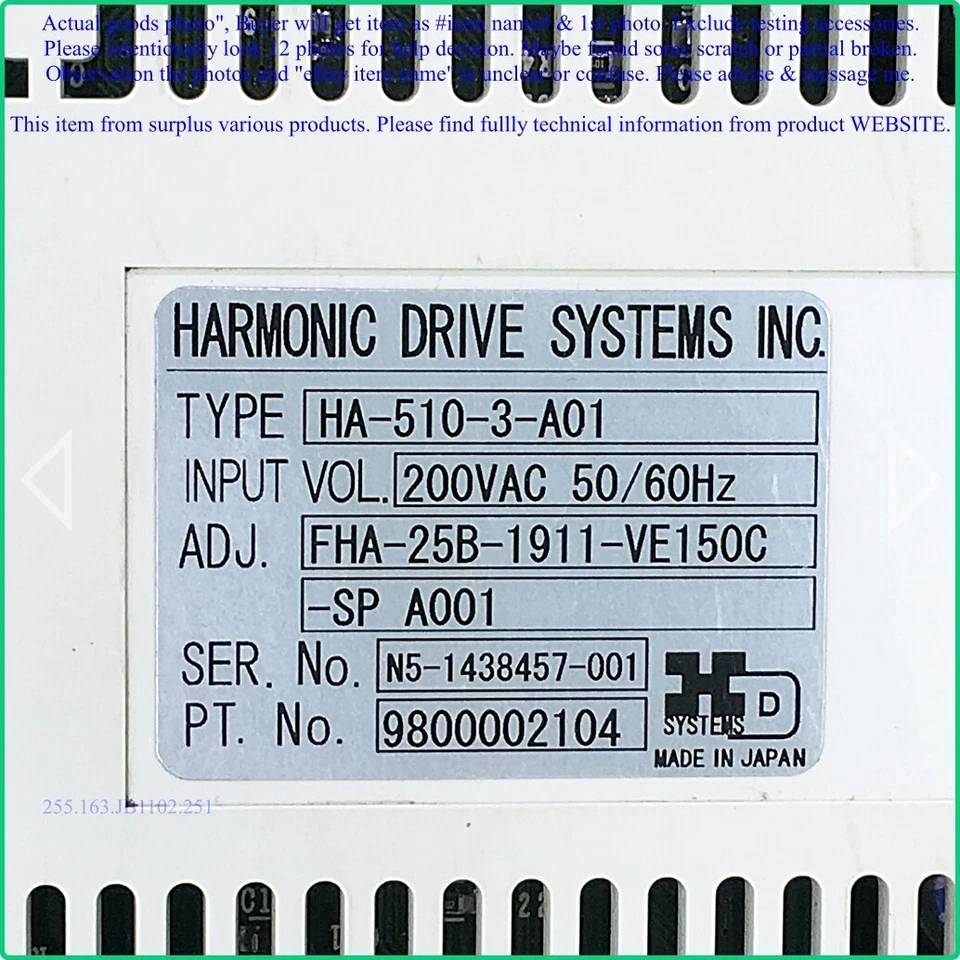 Actual goods photo", Buyer will get item as #item name# & 1st photo. Exclude testing accessories.
Please intentionally look 12 photos for help decision. Maybe found some scratch or partial broken.
Observation the photos and "eBay item name" is unclear or confuse. Please advise & message me.
This item from surplus various products. Please find fullly technical information from product WEBSITE.
HARMONIC DRIVE SYSTEMS INC.
TYPE HA-510-3-A01
INPUT VOL. 200VAC 50/60Hz
ADJ. FHA-25B-1911-VE150C
-SP A001
SER. No. N5-1438457-001
PT. No. 9800002104
HD
SYSTEMS
MADE IN JAPAN
255.163.JB1102.251
C1
22